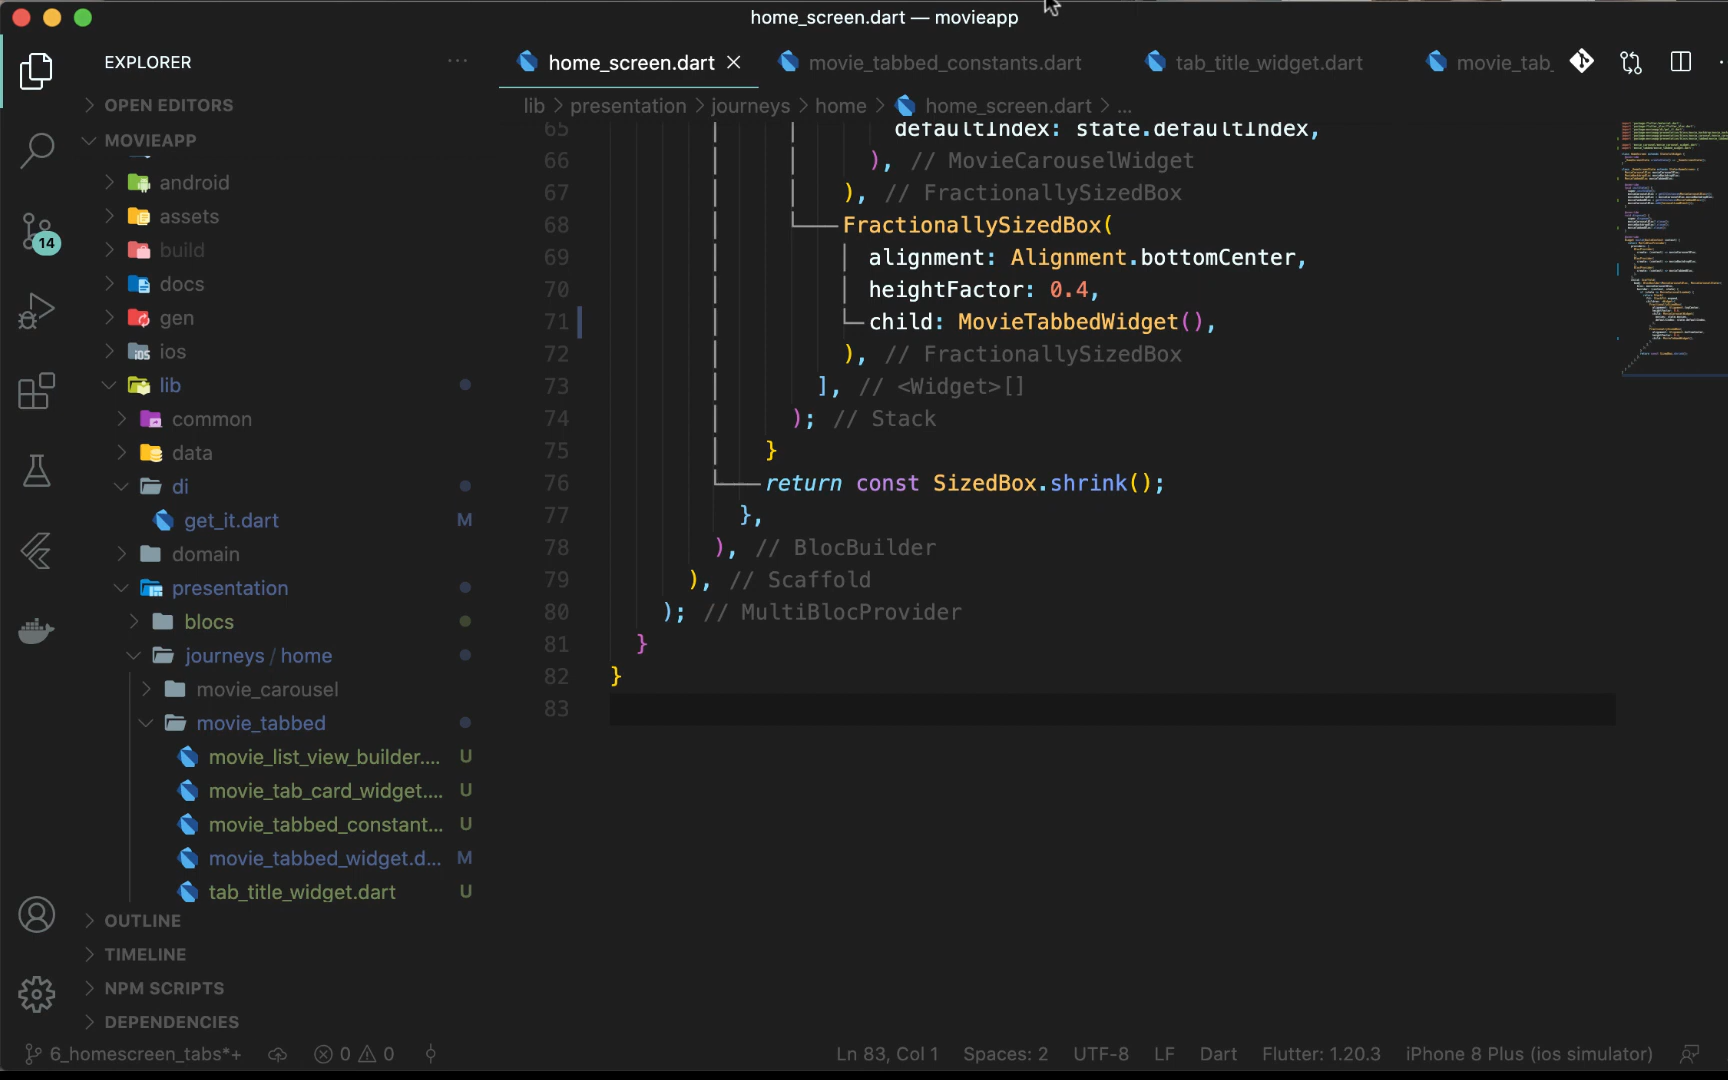 home_screen.dart — movieapp
EXPLORER
···
home_screen.dart
movie_tabbed_constants.dart
tab_title_widget.dart
movie_tab_
lib > presentation > journeys > home > home_screen.dart > ...
OPEN EDITORS
MOVIEAPP
android
assets
build
docs
gen
ios
lib
common
data
di
get_it.dart M
domain
presentation
blocs
journeys / home
movie_carousel
movie_tabbed
movie_list_view_builder.... U
movie_tab_card_widget.... U
movie_tabbed_constant... U
movie_tabbed_widget.d... M
tab_title_widget.dart U
OUTLINE
TIMELINE
NPM SCRIPTS
DEPENDENCIES
14
65 defaultIndex: state.defaultIndex,
66 ), // MovieCarouselWidget
67 ), // FractionallySizedBox
68 FractionallySizedBox(
69 alignment: Alignment.bottomCenter,
70 heightFactor: 0.4,
71 child: MovieTabbedWidget(),
72 ), // FractionallySizedBox
73 ], // <Widget>[]
74 ); // Stack
75 }
76 return const SizedBox.shrink();
77 },
78 ), // BlocBuilder
79 ), // Scaffold
80 ); // MultiBlocProvider
81 }
82 }
83
6_homescreen_tabs*+ 0 0 Ln 83, Col 1 Spaces: 2 UTF-8 LF Dart Flutter: 1.20.3 iPhone 8 Plus (ios simulator)